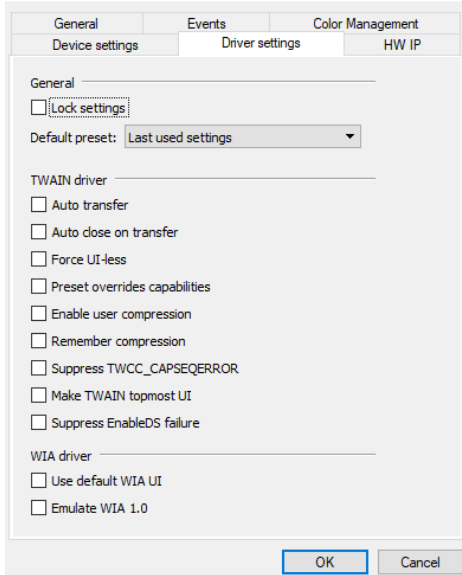 General Events Color Management
Device settings Driver settings HW IP
General
Lock settings
Default preset: Last used settings
TWAIN driver
Auto transfer
Auto close on transfer
Force UI-less
Preset overrides capabilities
Enable user compression
Remember compression
Suppress TWCC_CAPSEQERROR
Make TWAIN topmost UI
Suppress EnableDS failure
WIA driver
Use default WIA UI
Emulate WIA 1.0
OK Cancel